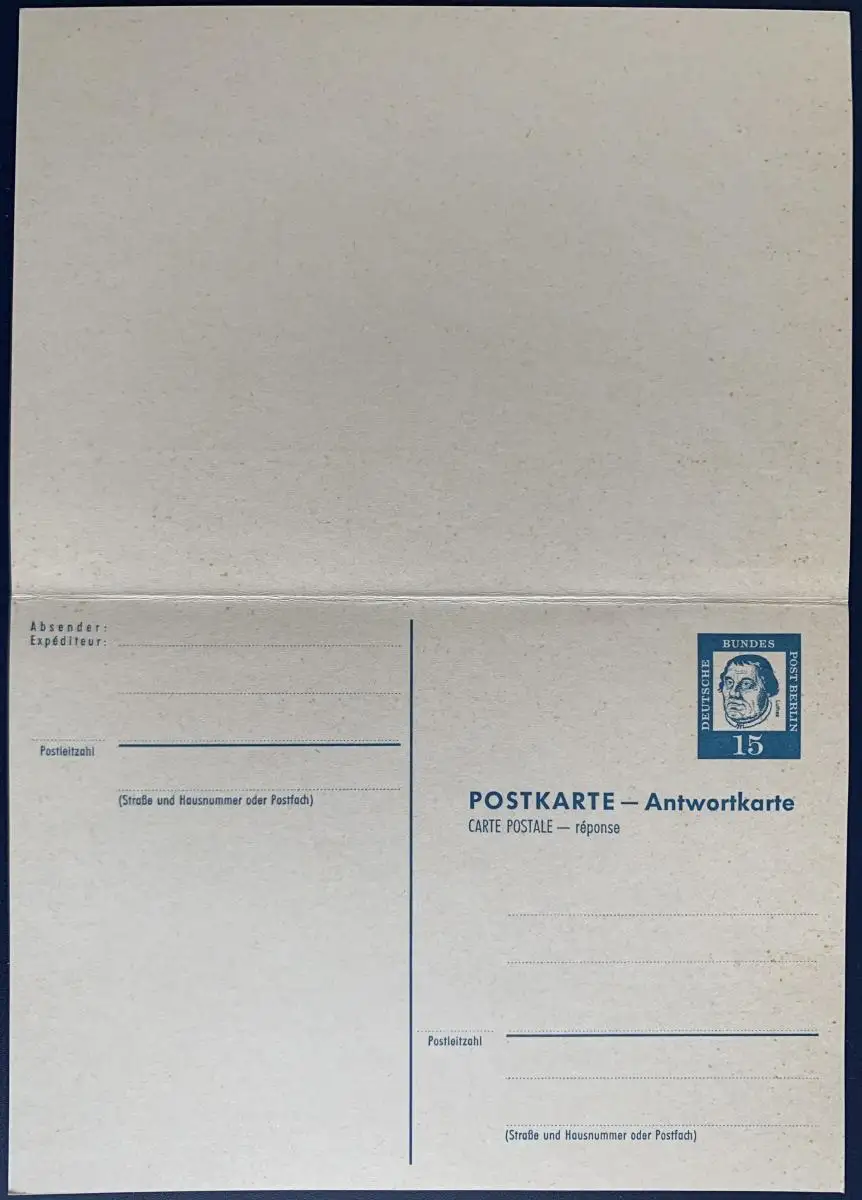 Absender:
Expéditeur:
Postleitzahl
(Straße und Hausnummer oder Postfach)
DEUTSCHE
BUNDES
POST BERLIN
Luther
15
POSTKARTE — Antwortkarte
CARTE POSTALE — réponse
Postleitzahl
(Straße und Hausnummer oder Postfach)